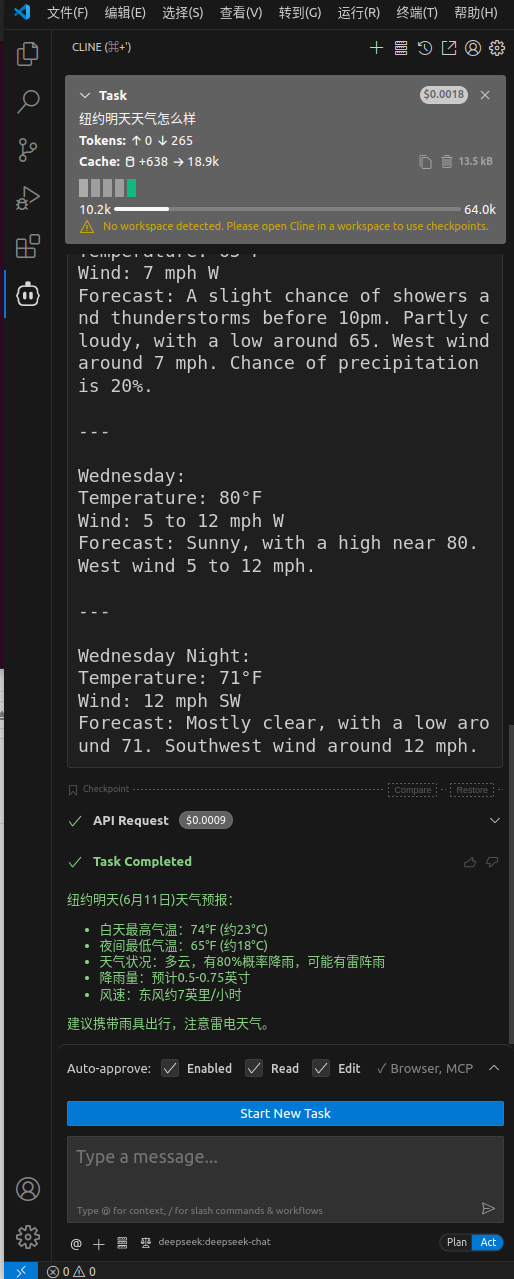 文件(F) 编辑(E) 选择(S) 查看(V) 转到(G) 运行(R) 终端(T) 帮助(H)
CLINE (⌘+')
Task $0.0018
纽约明天天气怎么样
Tokens: ↑ 0 ↓ 265
Cache: +638 → 18.9k 13.5 kB
10.2k 64.0k
No workspace detected. Please open Cline in a workspace to use checkpoints.
Wind: 7 mph W
Forecast: A slight chance of showers a
nd thunderstorms before 10pm. Partly c
loudy, with a low around 65. West wind
around 7 mph. Chance of precipitation
is 20%.
---
Wednesday:
Temperature: 80°F
Wind: 5 to 12 mph W
Forecast: Sunny, with a high near 80.
West wind 5 to 12 mph.
---
Wednesday Night:
Temperature: 71°F
Wind: 12 mph SW
Forecast: Mostly clear, with a low aro
und 71. Southwest wind around 12 mph.
Checkpoint Compare Restore
API Request $0.0009
Task Completed
纽约明天(6月11日)天气预报：
• 白天最高气温：74°F (约23°C)
• 夜间最低气温：65°F (约18°C)
• 天气状况：多云，有80%概率降雨，可能有雷阵雨
• 降雨量：预计0.5-0.75英寸
• 风速：东风约7英里/小时
建议携带雨具出行，注意雷电天气。
Auto-approve: Enabled Read Edit ✓ Browser, MCP
Start New Task
Type a message...
Type @ for context, / for slash commands & workflows
@ deepseek:deepseek-chat Plan Act
0 0